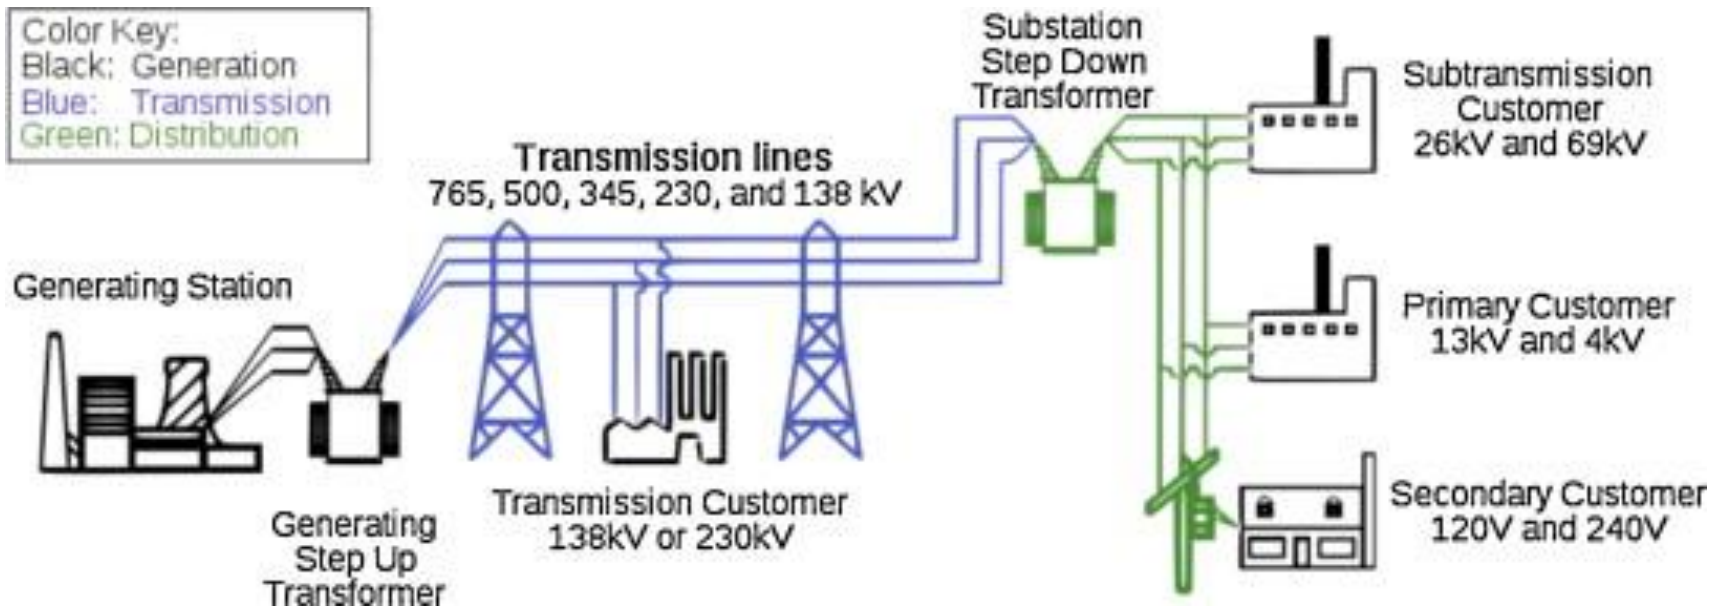 Color Key:
Black: Generation
Blue: Transmission
Green: Distribution
Substation
Step Down
Transformer
Subtransmission
Customer
26kV and 69kV
Transmission lines
765, 500, 345, 230, and 138 kV
Generating Station
Primary Customer
13kV and 4kV
Transmission Customer
138kV or 230kV
Generating
Step Up
Transformer
Secondary Customer
120V and 240V